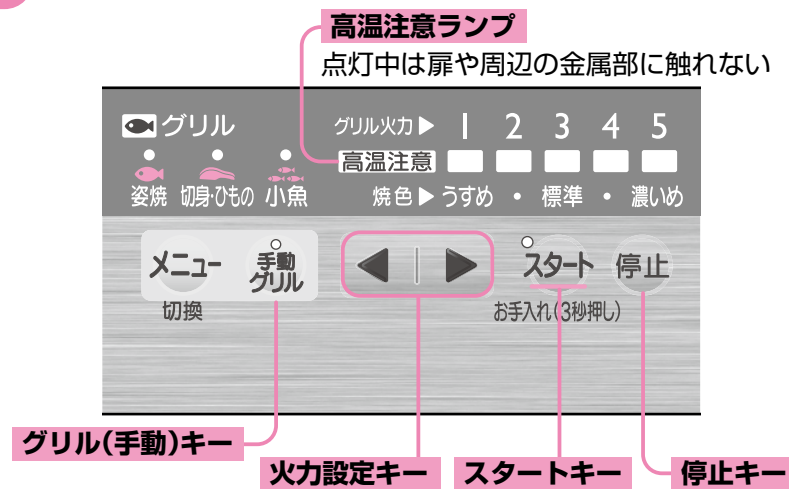 高温注意ランプ
点灯中は扉や周辺の金属部に触れない
グリル グリル火力▶ 1 2 3 4 5
高温注意
姿焼 切身・ひもの 小魚 焼色▶うすめ ・ 標準 ・ 濃いめ
メニュー 手動グリル ◀ ▶ スタート 停止
切換 お手入れ(3秒押し)
グリル(手動)キー
火力設定キー スタートキー 停止キー